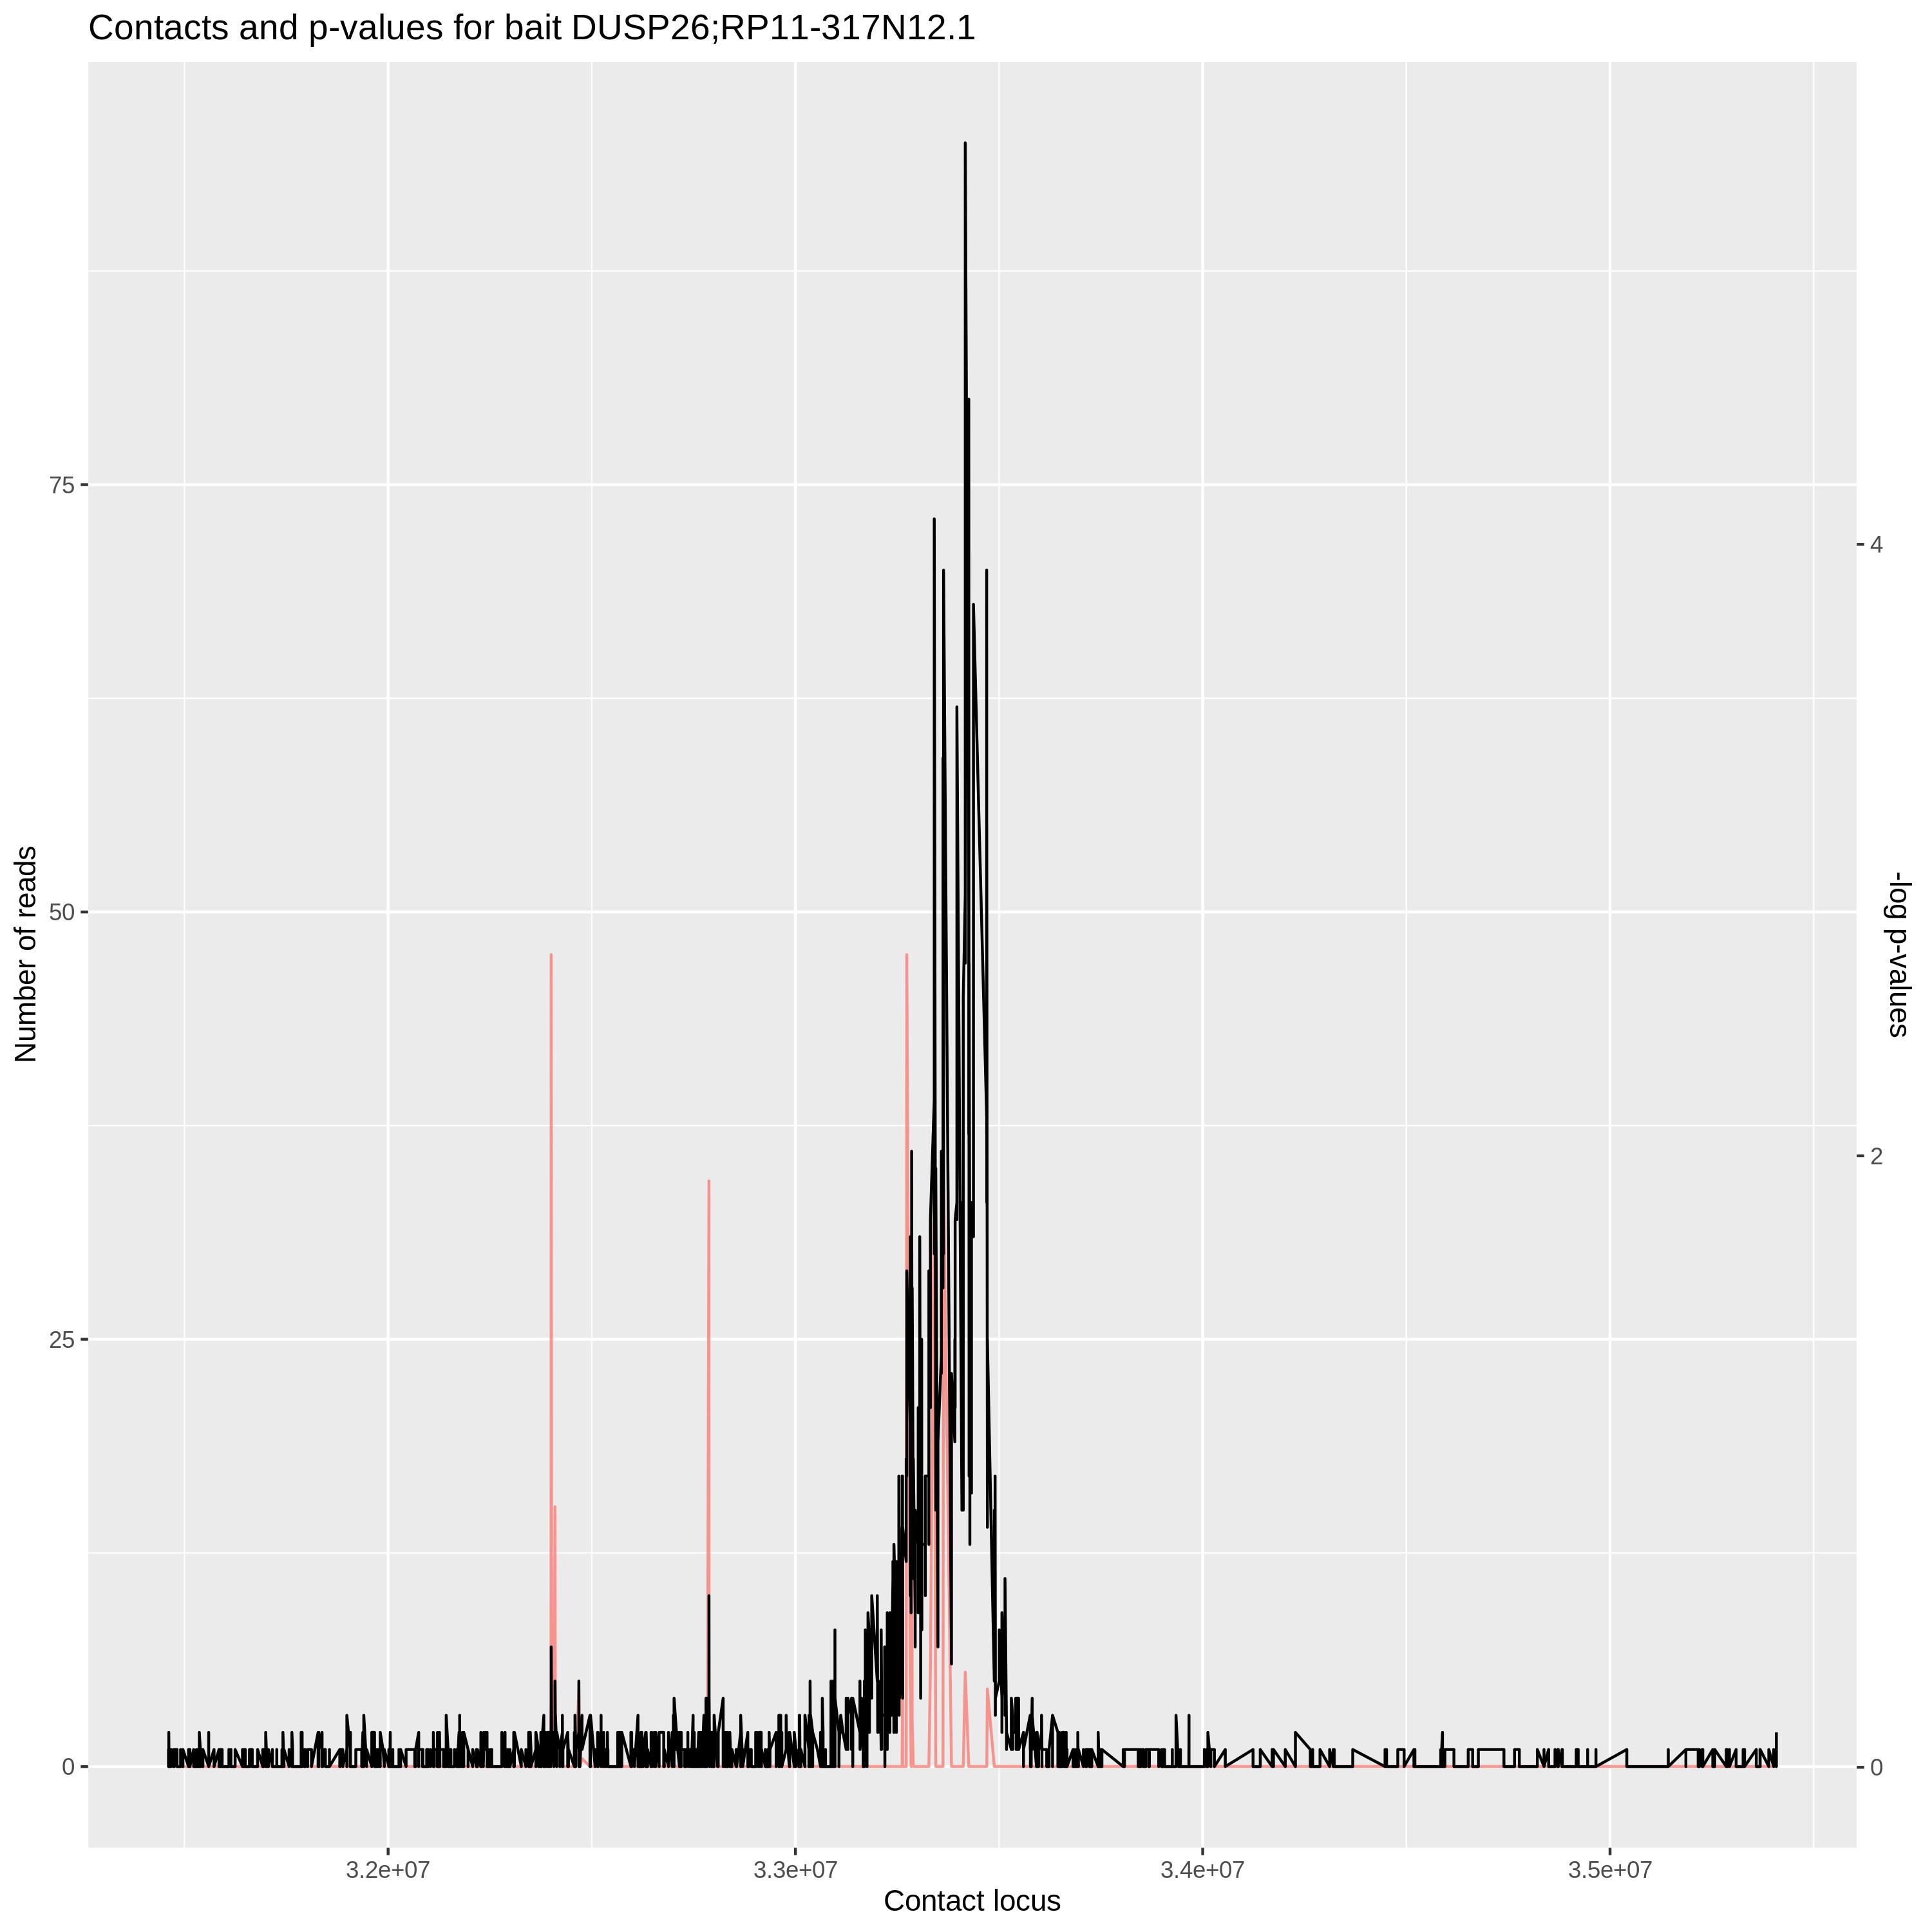 Contacts and p-values for bait DUSP26;RP11-317N12.1
Number of reads
75
50
25
0
4
2
0
-log p-values
3.2e+07 3.3e+07 3.4e+07 3.5e+07
Contact locus